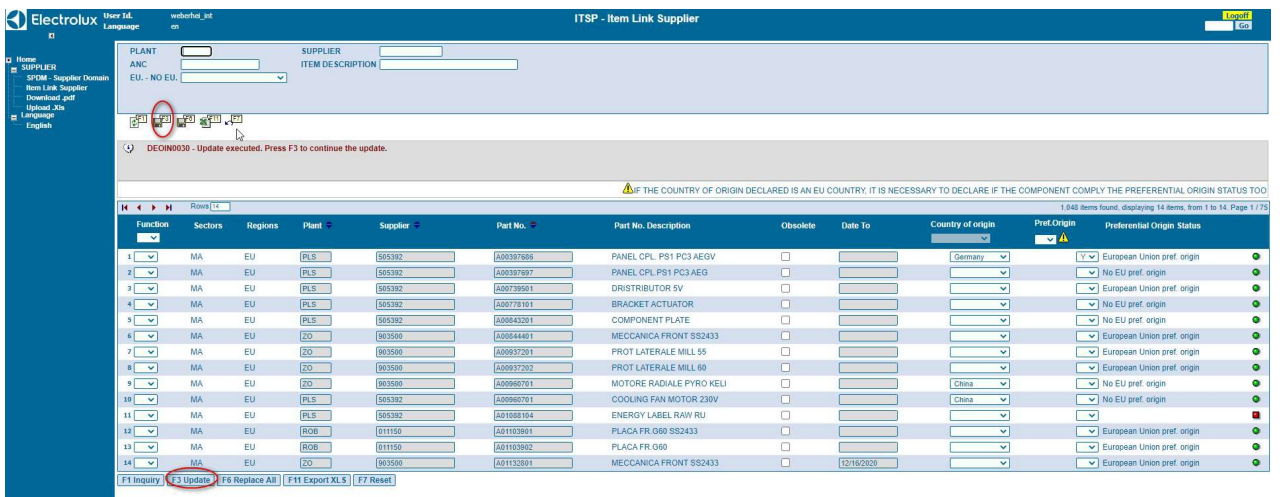 Electrolux User Id. weberhei_int ITSP - Item Link Supplier Logoff
Language en Go
Home
SUPPLIER
SPDM - Supplier Domain
Item Link Supplier
Download .pdf
Upload .Xls
Language
English
PLANT SUPPLIER
ANC ITEM DESCRIPTION
EU. - NO EU.
F1 F3 F6 F11 F7
DEOIN0030 - Update executed. Press F3 to continue the update.
IF THE COUNTRY OF ORIGIN DECLARED IS AN EU COUNTRY, IT IS NECESSARY TO DECLARE IF THE COMPONENT COMPLY THE PREFERENTIAL ORIGIN STATUS TOO
Rows 14 1,048 items found, displaying 14 items, from 1 to 14. Page 1 / 75
Function Sectors Regions Plant Supplier Part No. Part No. Description Obsolete Date To Country of origin Pref.Origin Preferential Origin Status
1 MA EU PLS 505392 A00397686 PANEL CPL. PS1 PC3 AEGV Germany Y European Union pref. origin
2 MA EU PLS 505392 A00397697 PANEL CPL.PS1 PC3 AEG No EU pref. origin
3 MA EU PLS 505392 A00739501 DRISTRIBUTOR 5V European Union pref. origin
4 MA EU PLS 505392 A00778101 BRACKET ACTUATOR No EU pref. origin
5 MA EU PLS 505392 A00843201 COMPONENT PLATE No EU pref. origin
6 MA EU ZO 903500 A00844401 MECCANICA FRONT SS2433 European Union pref. origin
7 MA EU ZO 903500 A00937201 PROT LATERALE MILL 55 European Union pref. origin
8 MA EU ZO 903500 A00937202 PROT LATERALE MILL 60 European Union pref. origin
9 MA EU ZO 903500 A00960701 MOTORE RADIALE PYRO KELI China No EU pref. origin
10 MA EU PLS 505392 A00960701 COOLING FAN MOTOR 230V China No EU pref. origin
11 MA EU PLS 505392 A01088104 ENERGY LABEL RAW RU
12 MA EU ROB 011150 A01103901 PLACA FR.G60 SS2433 European Union pref. origin
13 MA EU ROB 011150 A01103902 PLACA FR.G60 European Union pref. origin
14 MA EU ZO 903500 A01132801 MECCANICA FRONT SS2433 12/16/2020 European Union pref. origin
F1 Inquiry F3 Update F6 Replace All F11 Export XLS F7 Reset